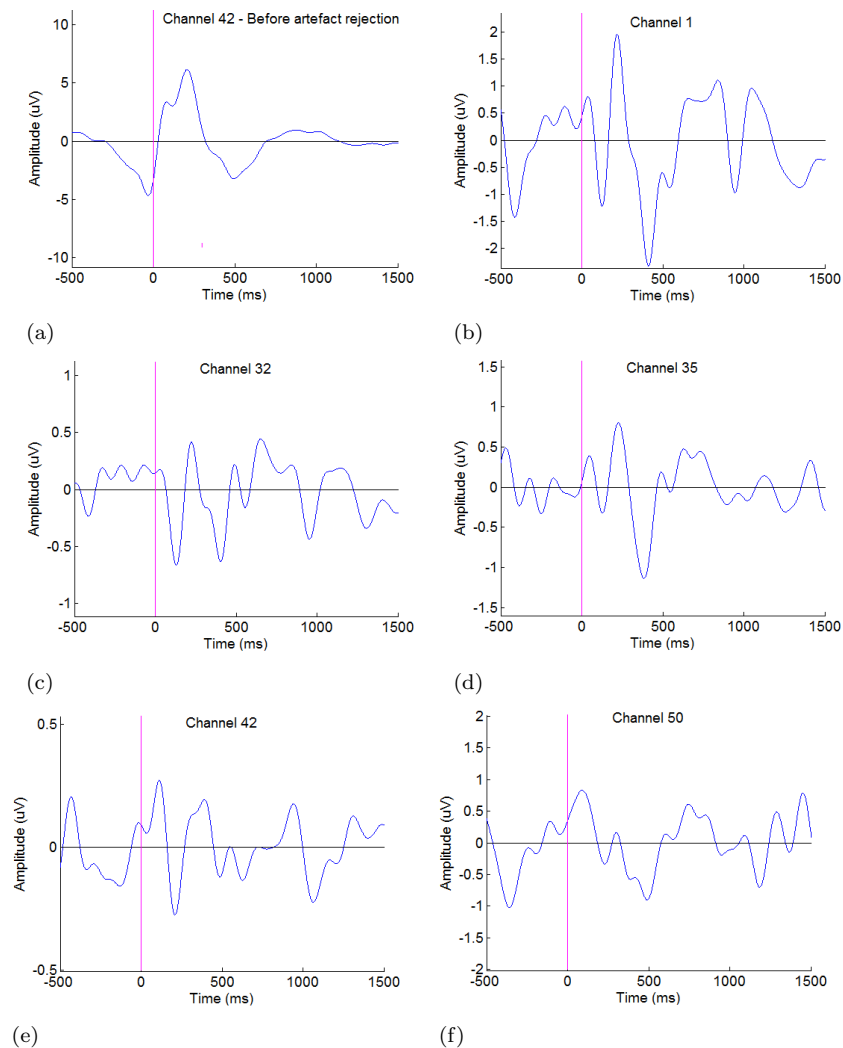 Channel 42 - Before artefact rejection
10
5
0
-5
-10
Amplitude (uV)
-500 0 500 1000 1500
Time (ms)
(a)
Channel 1
2
1.5
1
0.5
0
-0.5
-1
-1.5
-2
Amplitude (uV)
-500 0 500 1000 1500
Time (ms)
(b)
Channel 32
1
0.5
0
-0.5
-1
Amplitude (uV)
-500 0 500 1000 1500
Time (ms)
(c)
Channel 35
1.5
1
0.5
0
-0.5
-1
-1.5
Amplitude (uV)
-500 0 500 1000 1500
Time (ms)
(d)
Channel 42
0.5
0
-0.5
Amplitude (uV)
-500 0 500 1000 1500
Time (ms)
(e)
Channel 50
2
1.5
1
0.5
0
-0.5
-1
-1.5
-2
Amplitude (uV)
-500 0 500 1000 1500
Time (ms)
(f)